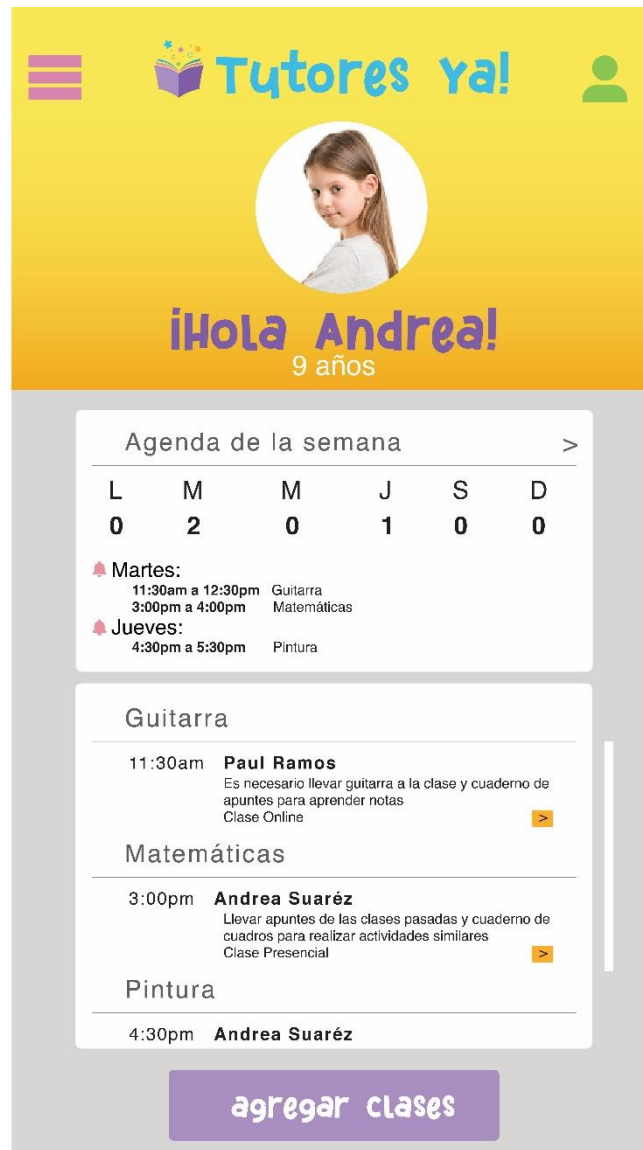 Tutores Ya!
¡Hola Andrea!
9 años
Agenda de la semana >
L M M J S D
0 2 0 1 0 0
Martes:
11:30am a 12:30pm Guitarra
3:00pm a 4:00pm Matemáticas
Jueves:
4:30pm a 5:30pm Pintura
Guitarra
11:30am Paul Ramos
Es necesario llevar guitarra a la clase y cuaderno de
apuntes para aprender notas
Clase Online >
Matemáticas
3:00pm Andrea Suaréz
Llevar apuntes de las clases pasadas y cuaderno de
cuadros para realizar actividades similares
Clase Presencial >
Pintura
4:30pm Andrea Suaréz
agregar clases